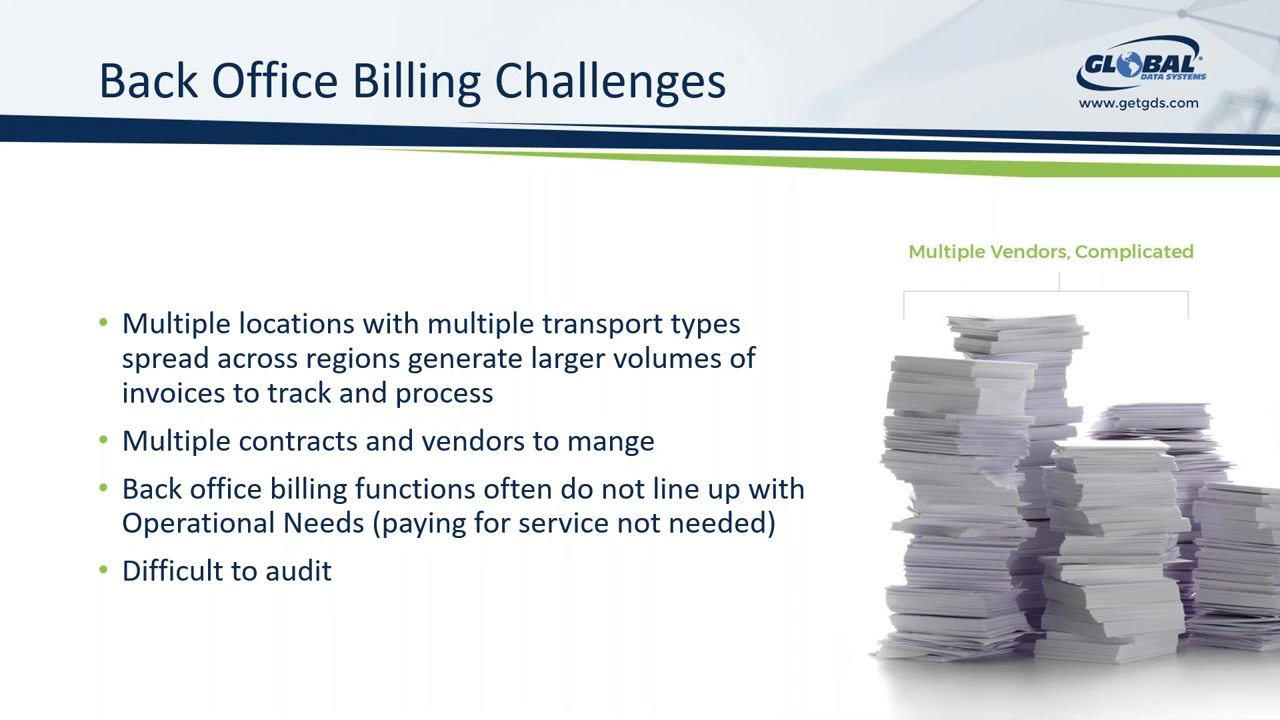 Back Office Billing Challenges
GLOBAL®
DATA SYSTEMS
www.getgds.com
Multiple Vendors, Complicated
• Multiple locations with multiple transport types
spread across regions generate larger volumes of
invoices to track and process
• Multiple contracts and vendors to mange
• Back office billing functions often do not line up with
Operational Needs (paying for service not needed)
• Difficult to audit